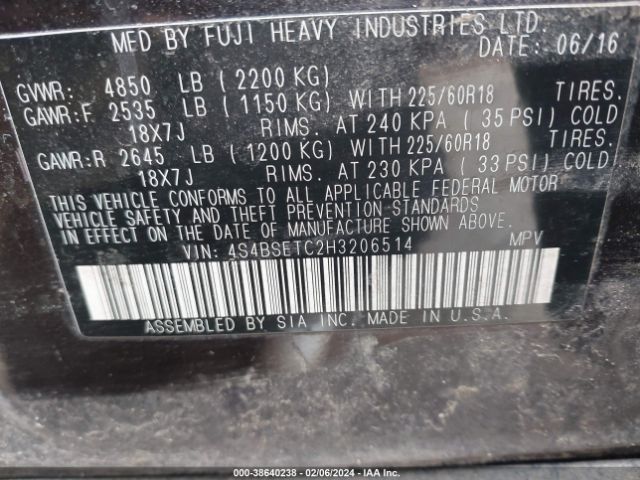 MFD BY FUJI HEAVY INDUSTRIES LTD.
DATE: 06/16
GVWR: 4850 LB (2200 KG)
GAWR:F 2535 LB (1150 KG) WITH 225/60R18 TIRES.
18X7J RIMS. AT 240 KPA (35 PSI) COLD
GAWR:R 2645 LB (1200 KG) WITH 225/60R18 TIRES.
18X7J RIMS. AT 230 KPA (33 PSI) COLD
THIS VEHICLE CONFORMS TO ALL APPLICABLE FEDERAL MOTOR
VEHICLE SAFETY AND THEFT PREVENTION STANDARDS
IN EFFECT ON THE DATE OF MANUFACTURE SHOWN ABOVE.
VIN: 4S4BSETC2H3206514 MPV
ASSEMBLED BY SIA INC. MADE IN U.S.A.
000-38640238 - 02/06/2024 - IAA Inc.